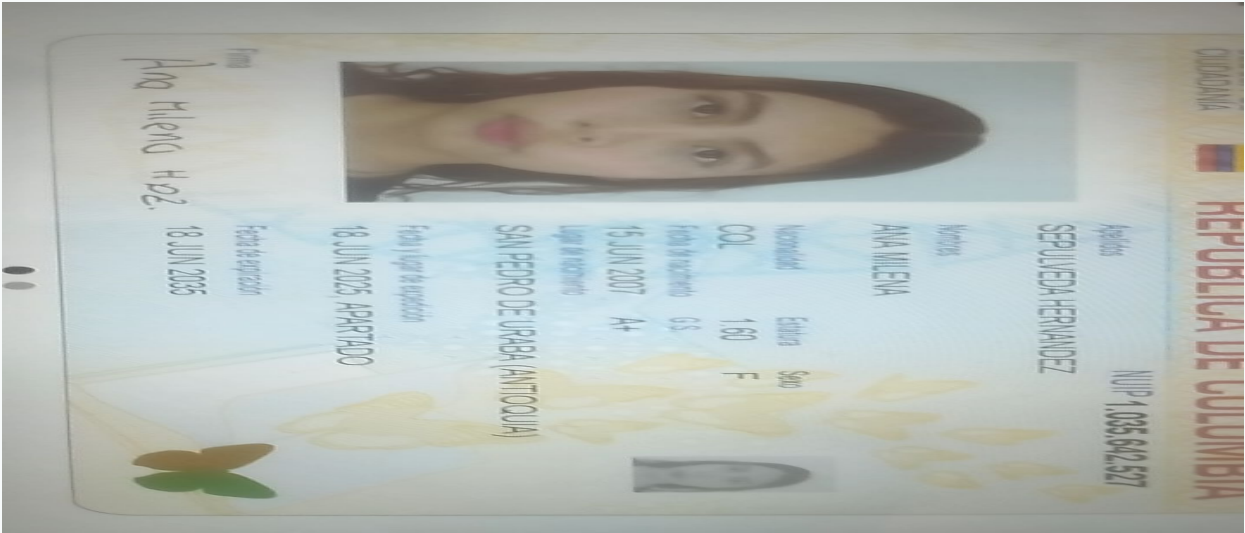 REPÚBLICA DE COLOMBIA
CIUDADANÍA
NUIP 1.035.642.527
Apellidos
SEPULVEDA HERNANDEZ
Nombres
ANA MILENA
Nacionalidad Estatura Sexo
COL 1.60 F
Fecha de nacimiento G.S.
15 JUN 2007 A+
Lugar de nacimiento
SAN PEDRO DE URABA (ANTIOQUIA)
Fecha y lugar de expedición
18 JUN 2025, APARTADO
Fecha de expiración
18 JUN 2035
Firma
Ana Milena HDZ.